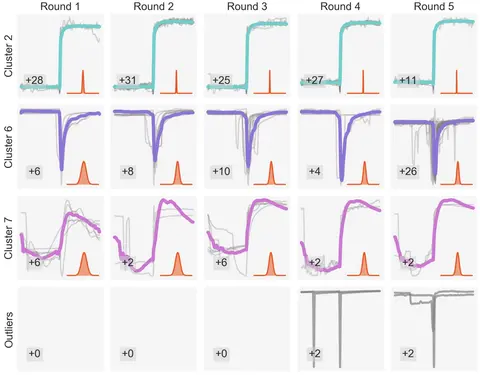 Round 1 Round 2 Round 3 Round 4 Round 5
Cluster 2
+28 +31 +25 +27 +11
Cluster 6
+6 +8 +10 +4 +26
Cluster 7
+6 +2 +6 +2 +2
Outliers
+0 +0 +0 +2 +2